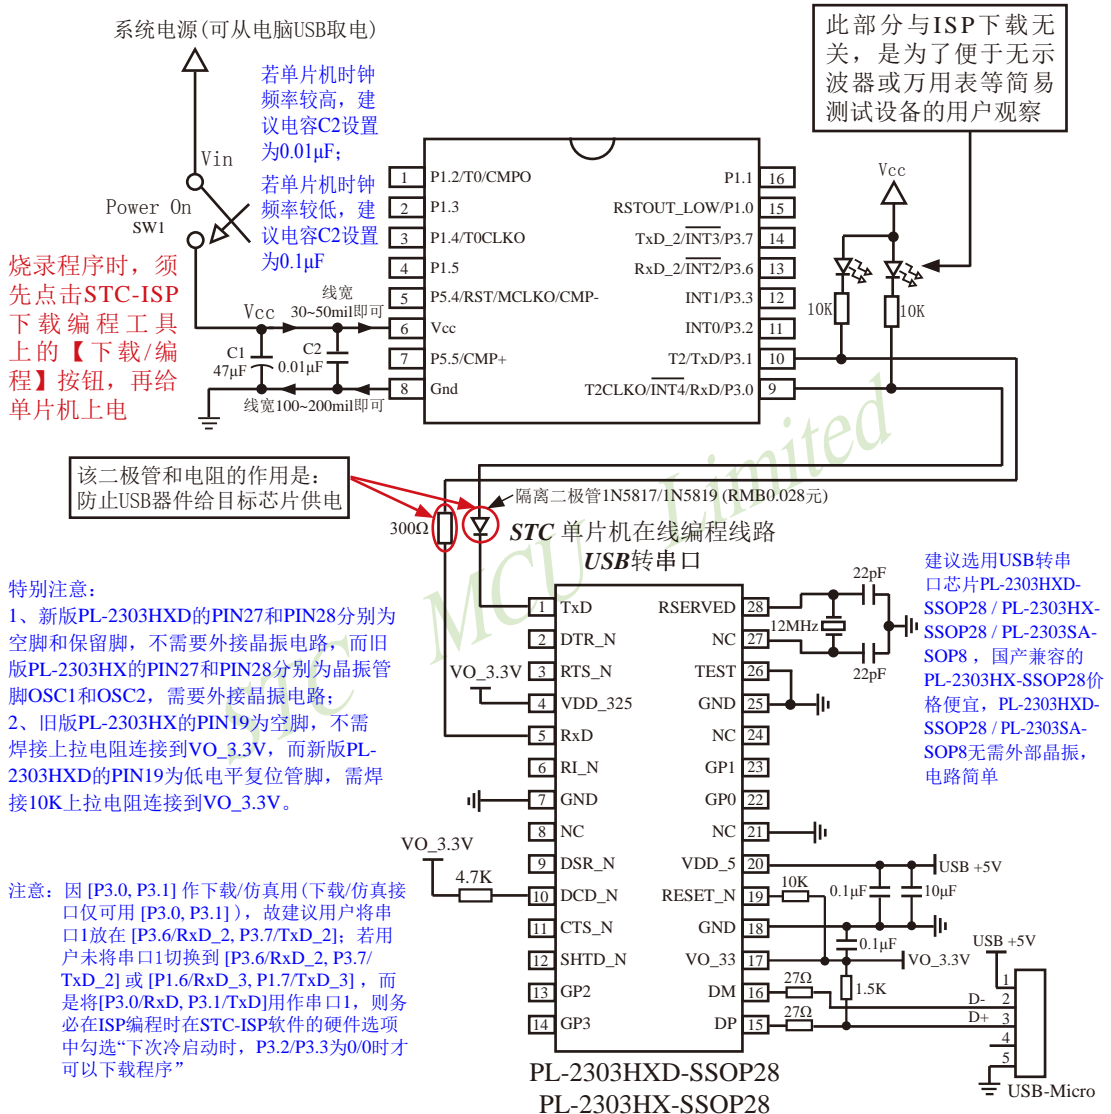 系统电源(可从电脑USB取电)
此部分与ISP下载无
关，是为了便于无示
波器或万用表等简易
测试设备的用户观察
若单片机时钟
频率较高，建
议电容C2设置
为0.01μF；
若单片机时钟
频率较低，建
议电容C2设置
为0.1μF
Vin
Power On
SW1
烧录程序时，须
先点击STC-ISP
下载编程工具
上的【下载/编
程】按钮，再给
单片机上电
Vcc
线宽
30~50mil即可
C1
47μF
C2
0.01μF
线宽100~200mil即可
1 P1.2/T0/CMPO
2 P1.3
3 P1.4/T0CLKO
4 P1.5
5 P5.4/RST/MCLKO/CMP-
6 Vcc
7 P5.5/CMP+
8 Gnd
P1.1 16
RSTOUT_LOW/P1.0 15
TxD_2/INT3/P3.7 14
RxD_2/INT2/P3.6 13
INT1/P3.3 12
INT0/P3.2 11
T2/TxD/P3.1 10
T2CLKO/INT4/RxD/P3.0 9
Vcc
10K
10K
该二极管和电阻的作用是：
防止USB器件给目标芯片供电
300Ω
隔离二极管1N5817/1N5819 (RMB0.028元)
STC 单片机在线编程线路
USB转串口
STC MCU Limited
特别注意：
1、新版PL-2303HXD的PIN27和PIN28分别为
空脚和保留脚，不需要外接晶振电路，而旧
版PL-2303HX的PIN27和PIN28分别为晶振管
脚OSC1和OSC2，需要外接晶振电路；
2、旧版PL-2303HX的PIN19为空脚，不需
焊接上拉电阻连接到VO_3.3V，而新版PL-
2303HXD的PIN19为低电平复位管脚，需焊
接10K上拉电阻连接到VO_3.3V。
注意：因 [P3.0, P3.1] 作下载/仿真用(下载/仿真接
口仅可用 [P3.0, P3.1] )，故建议用户将串
口1放在 [P3.6/RxD_2, P3.7/TxD_2]；若用
户未将串口1切换到 [P3.6/RxD_2, P3.7/
TxD_2] 或 [P1.6/RxD_3, P1.7/TxD_3] ，而
是将[P3.0/RxD, P3.1/TxD]用作串口1，则务
必在ISP编程时在STC-ISP软件的硬件选项
中勾选“下次冷启动时，P3.2/P3.3为0/0时才
可以下载程序”
VO_3.3V
VO_3.3V
4.7K
1 TxD
2 DTR_N
3 RTS_N
4 VDD_325
5 RxD
6 RI_N
7 GND
8 NC
9 DSR_N
10 DCD_N
11 CTS_N
12 SHTD_N
13 GP2
14 GP3
RSERVED 28
NC 27
TEST 26
GND 25
NC 24
GP1 23
GP0 22
NC 21
VDD_5 20
RESET_N 19
GND 18
VO_33 17
DM 16
DP 15
22pF
12MHz
22pF
建议选用USB转串
口芯片PL-2303HXD-
SSOP28 / PL-2303HX-
SSOP28 / PL-2303SA-
SOP8 ，国产兼容的
PL-2303HX-SSOP28价
格便宜，PL-2303HXD-
SSOP28 / PL-2303SA-
SOP8无需外部晶振，
电路简单
USB +5V
10K
0.1μF
10μF
0.1μF
VO_3.3V
27Ω
1.5K
27Ω
USB +5V
D-
D+
1
2
3
4
5
USB-Micro
PL-2303HXD-SSOP28
PL-2303HX-SSOP28